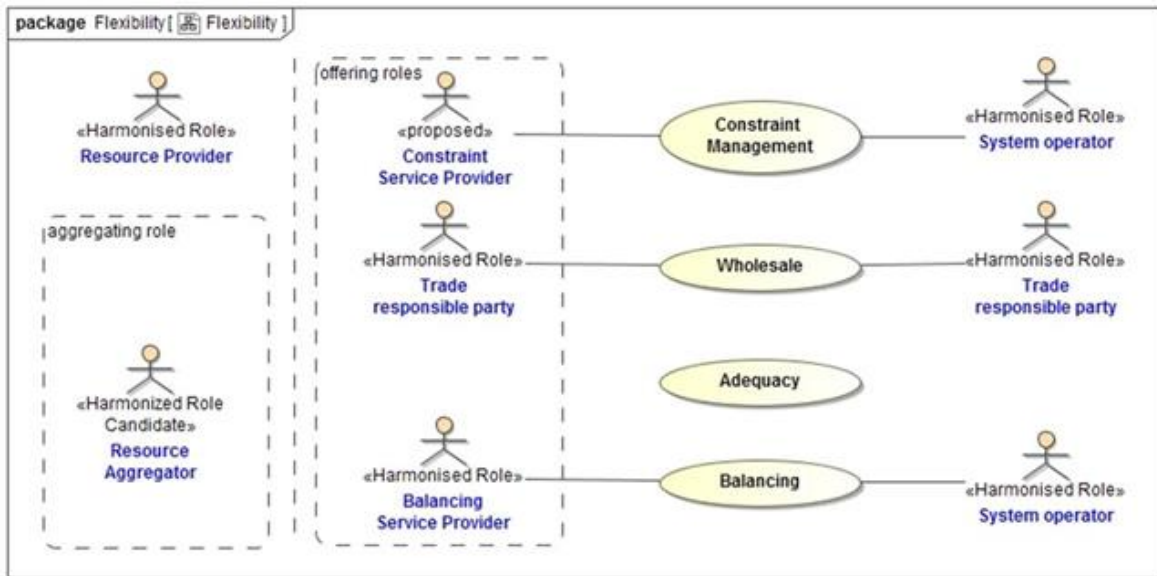 package Flexibility [ Flexibility ]
«Harmonised Role»
Resource Provider
aggregating role
«Harmonized Role
Candidate»
Resource
Aggregator
offering roles
«proposed»
Constraint
Service Provider
«Harmonised Role»
Trade
responsible party
«Harmonised Role»
Balancing
Service Provider
Constraint
Management
Wholesale
Adequacy
Balancing
«Harmonised Role»
System operator
«Harmonised Role»
Trade
responsible party
«Harmonised Role»
System operator